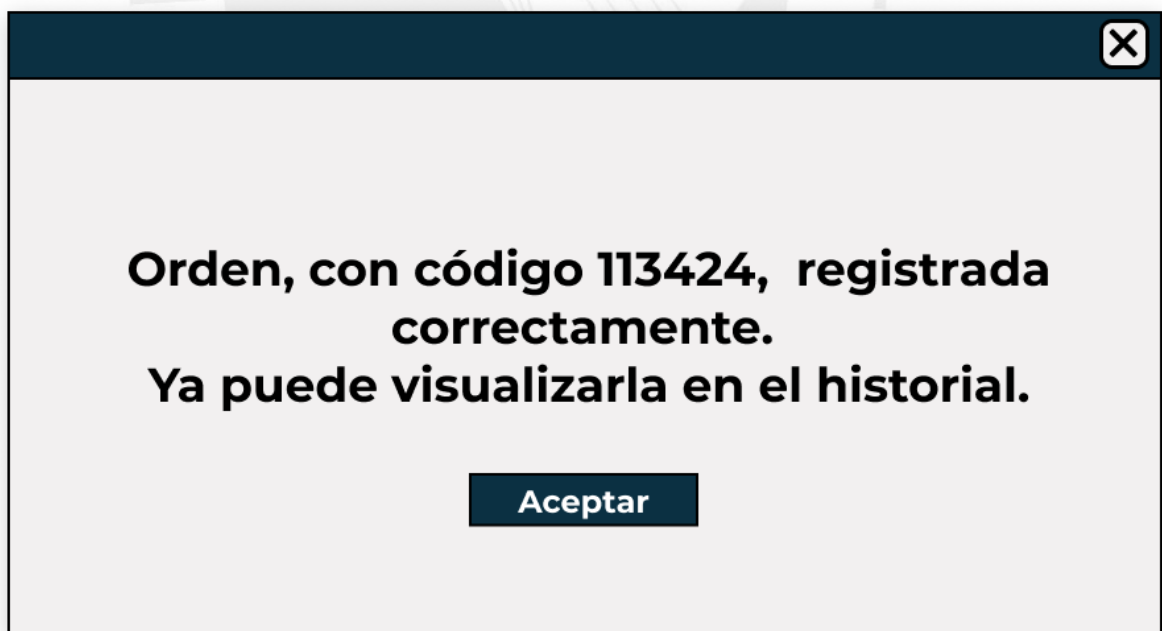 Orden, con código 113424,  registrada
correctamente.
Ya puede visualizarla en el historial.
Aceptar